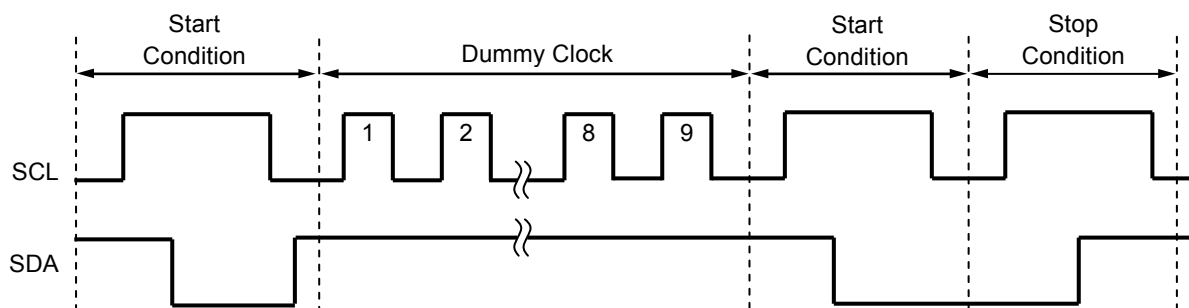 Start
Condition
Dummy Clock
Start
Condition
Stop
Condition
SCL
1
2
8
9
SDA